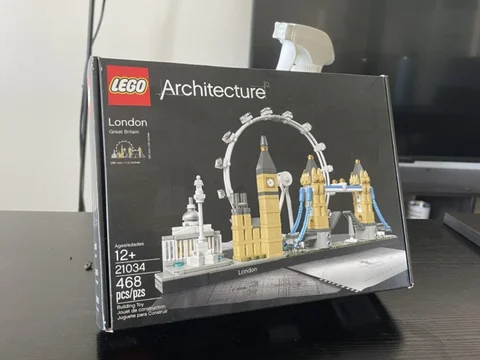 LEGO
Architecture
London
Great Britain
Ages/edades
12+
21034
468
pcs/pzs
Building Toy
Jouet de construction
Juguete para Construir
London